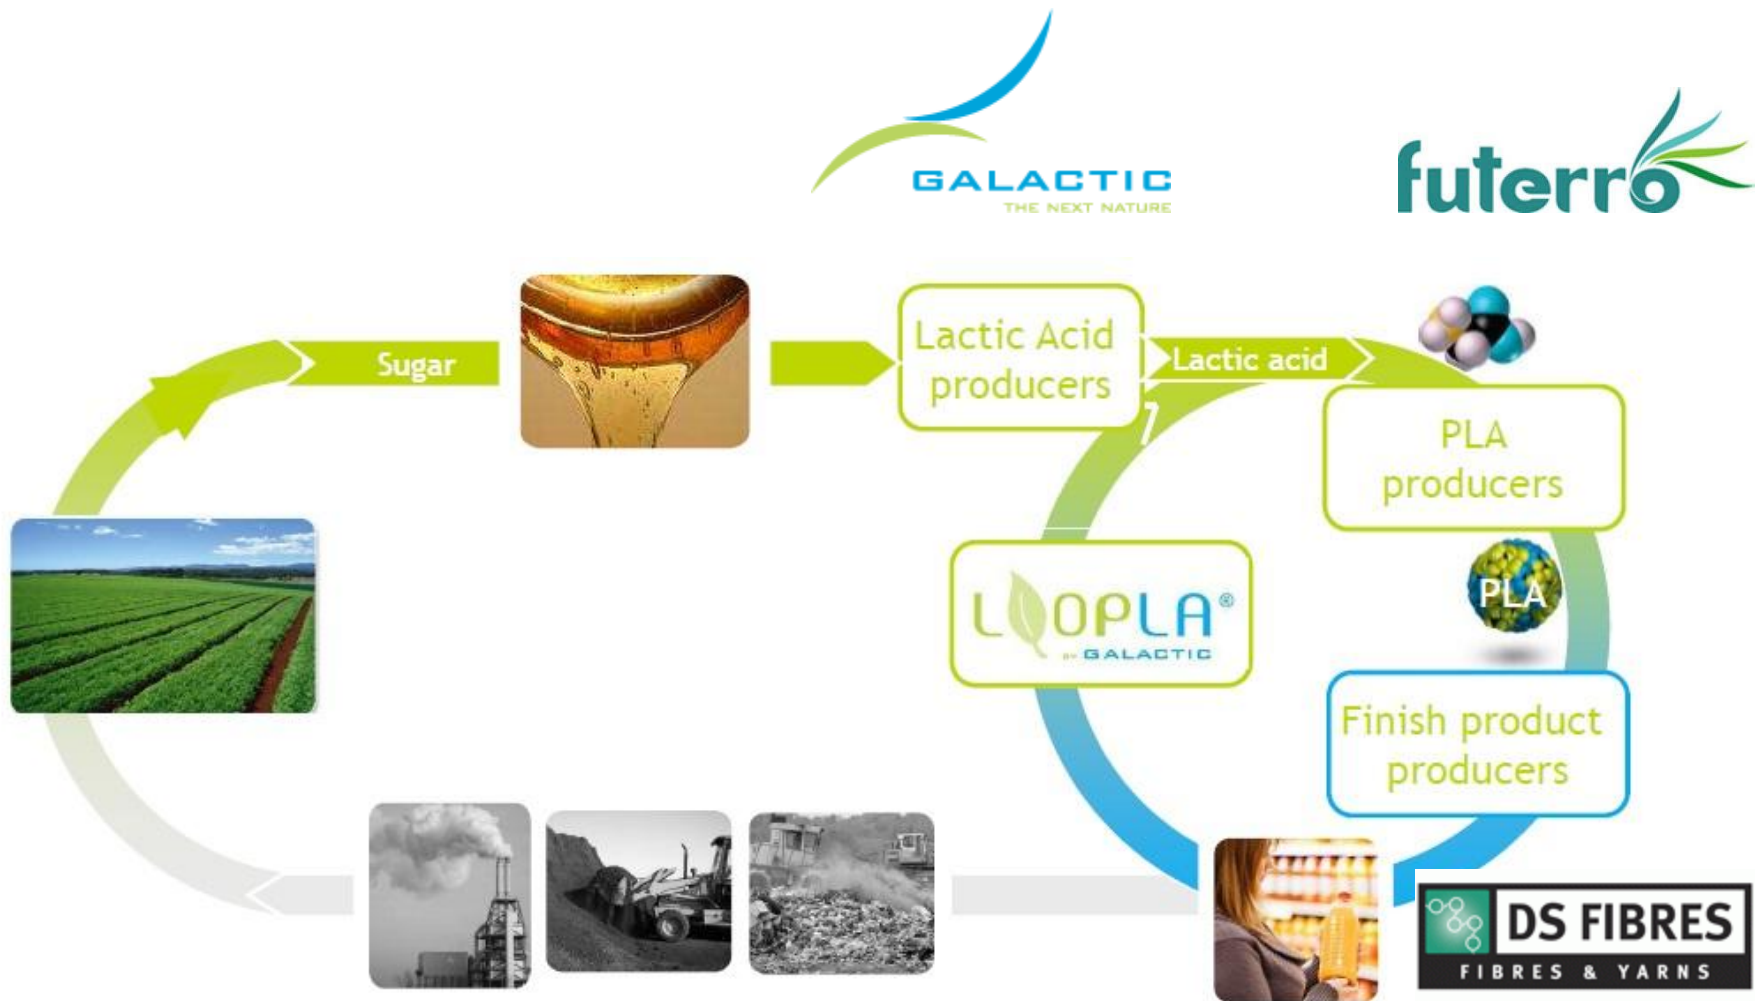 GALACTIC
THE NEXT NATURE
futerro
Sugar
Lactic Acid
producers
Lactic acid
PLA
producers
LOOPLA®
BY GALACTIC
PLA
Finish product
producers
DS FIBRES
FIBRES & YARNS